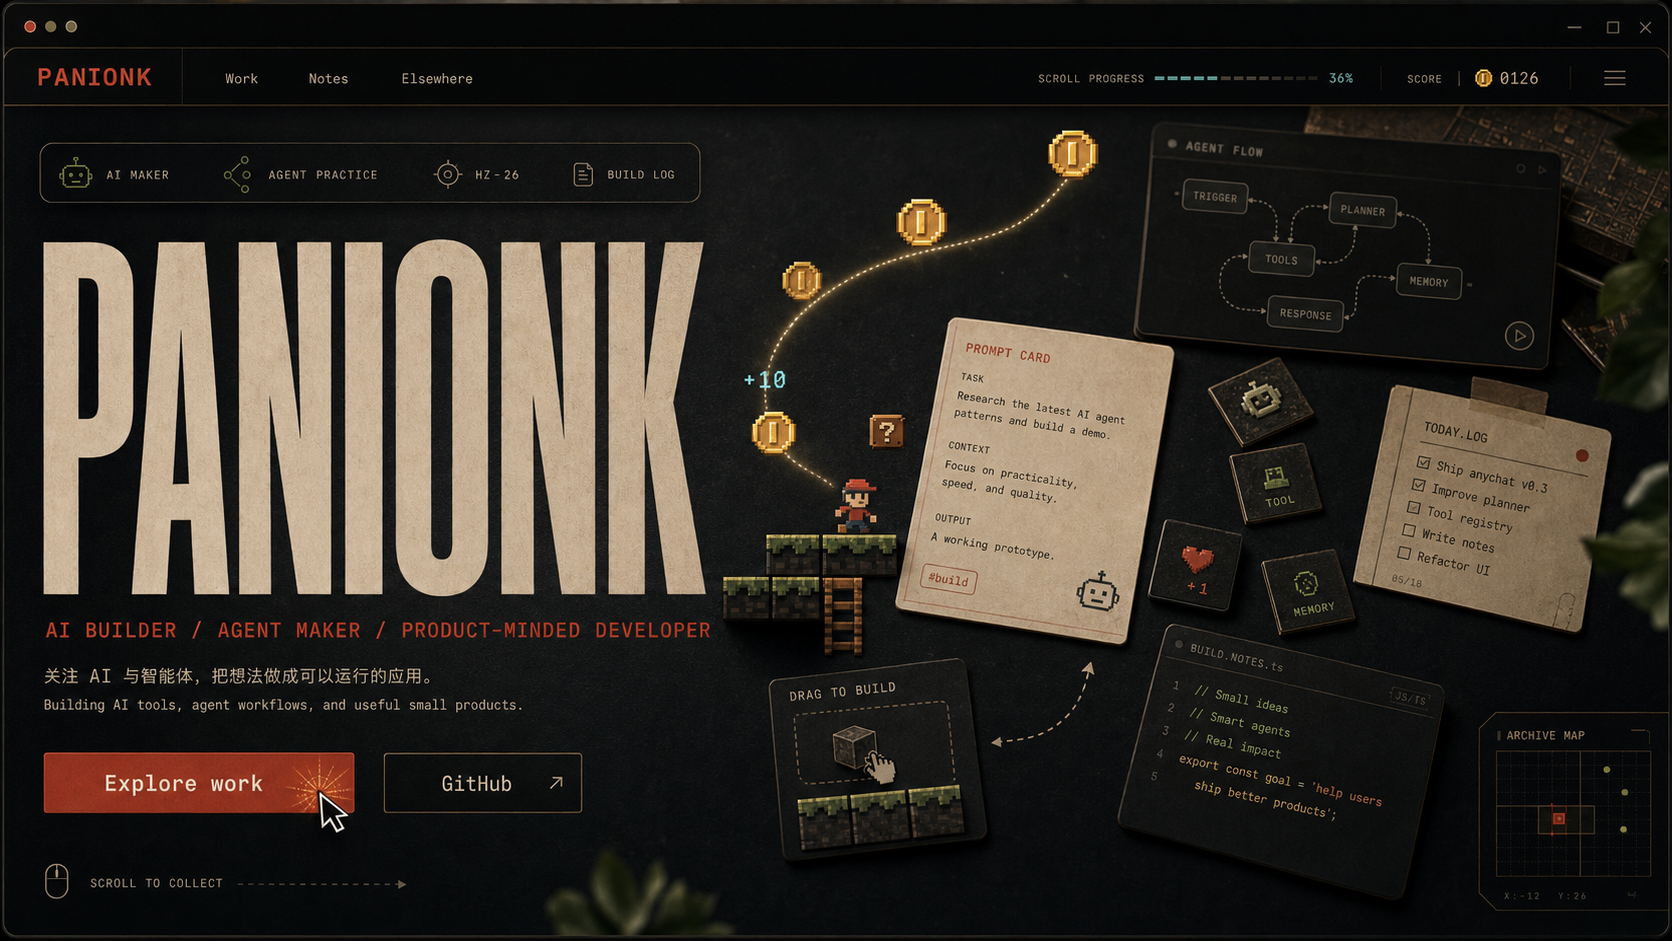 PANIONK
Work
Notes
Elsewhere
SCROLL PROGRESS
36%
SCORE
0126
AI MAKER
AGENT PRACTICE
HZ-26
BUILD LOG
PANIONK
AI BUILDER / AGENT MAKER / PRODUCT-MINDED DEVELOPER
关注 AI 与智能体，把想法做成可以运行的应用。
Building AI tools, agent workflows, and useful small products.
Explore work
GitHub
SCROLL TO COLLECT
+10
?
AGENT FLOW
TRIGGER
PLANNER
TOOLS
MEMORY
RESPONSE
PROMPT CARD
TASK
Research the latest AI agent
patterns and build a demo.
CONTEXT
Focus on practicality,
speed, and quality.
OUTPUT
A working prototype.
#build
TOOL
+1
MEMORY
TODAY.LOG
Ship anychat v0.3
Improve planner
Tool registry
Write notes
Refactor UI
05/18
DRAG TO BUILD
BUILD.NOTES.ts
JS/TS
1 // Small ideas
2 // Smart agents
3 // Real impact
4 export const goal = 'help users
5 ship better products';
ARCHIVE MAP
X:-12 Y:26